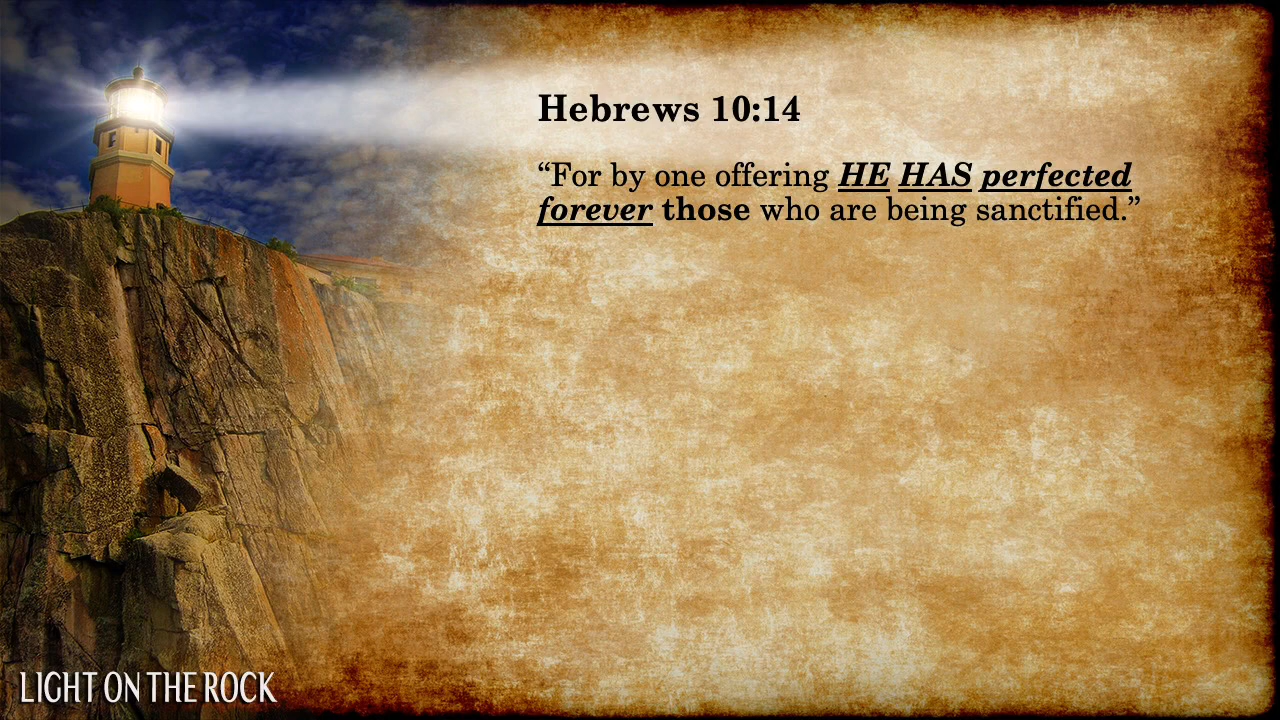 Hebrews 10:14
“For by one offering HE HAS perfected
forever those who are being sanctified.”
LIGHT ON THE ROCK